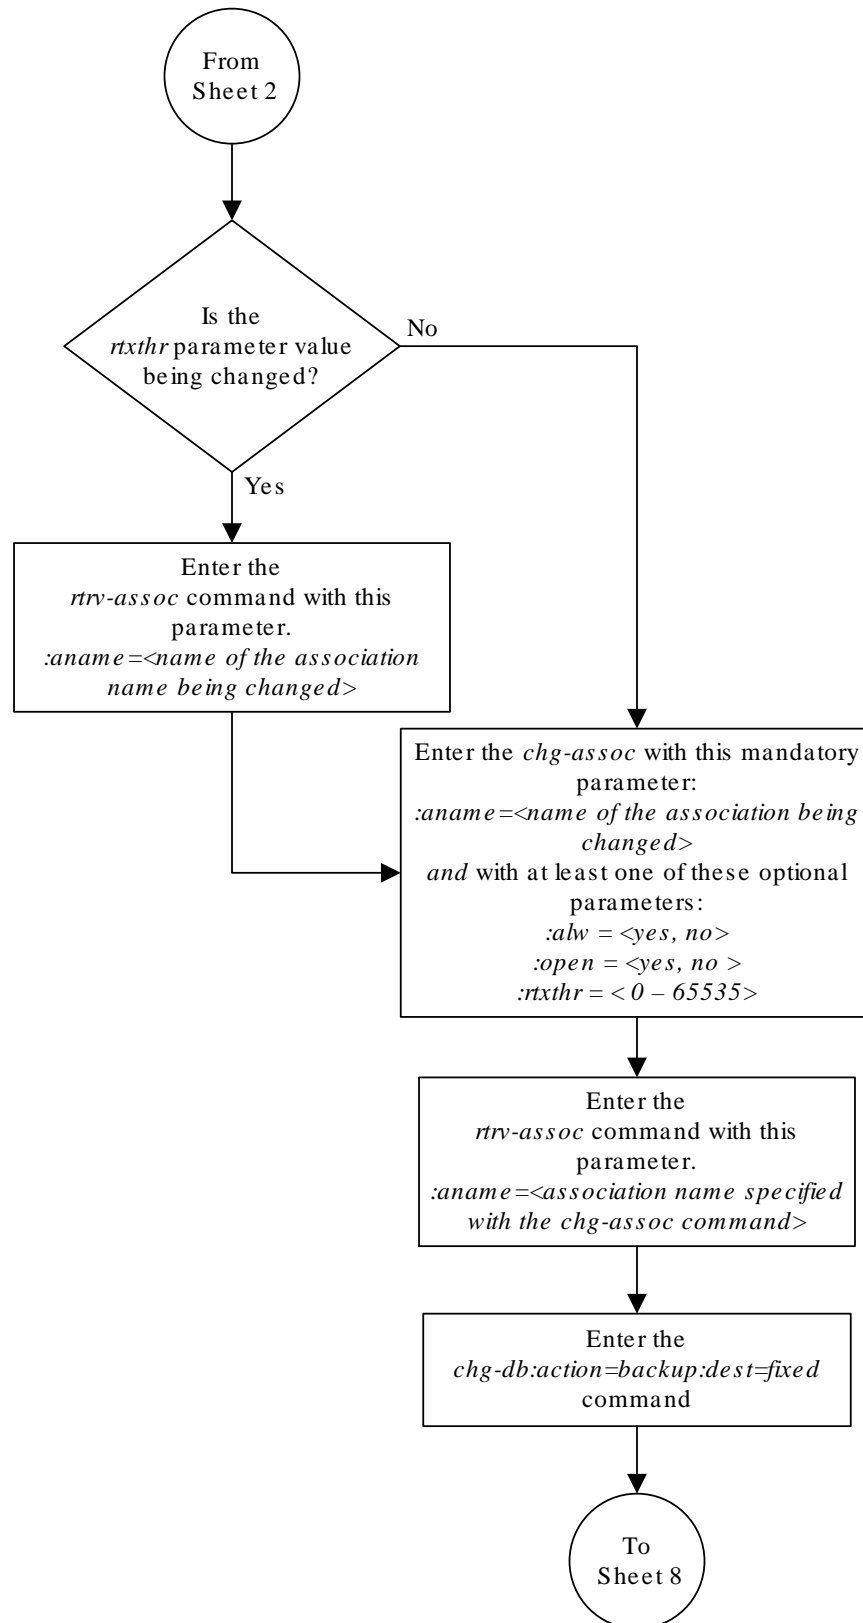 From
Sheet 2
Is the
rtxthr parameter value
being changed?
No
Yes
Enter the
rtrv-assoc command with this
parameter.
:aname=<name of the association
name being changed>
Enter the chg-assoc with this mandatory
parameter:
:aname=<name of the association being
changed>
and with at least one of these optional
parameters:
:alw = <yes, no>
:open = <yes, no >
:rtxthr = < 0 – 65535>
Enter the
rtrv-assoc command with this
parameter.
:aname=<association name specified
with the chg-assoc command>
Enter the
chg-db:action=backup:dest=fixed
command
To
Sheet 8